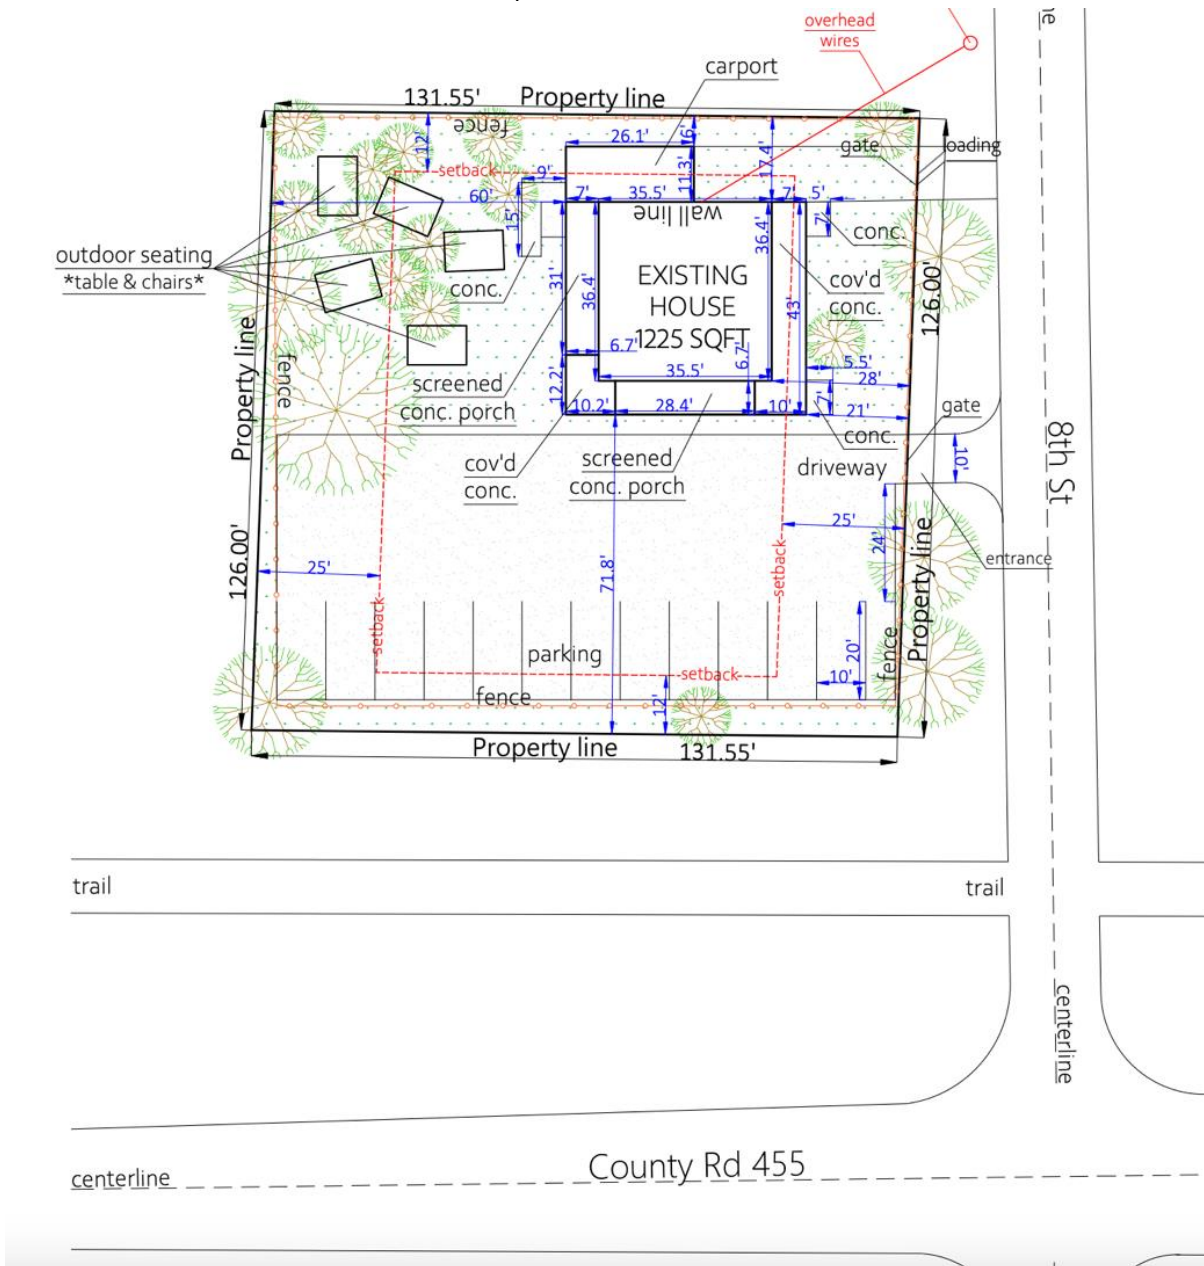 overhead
wires
ne
carport
131.55'
Property line
fence
12'
26.1'
6'
11.3'
17.4'
gate
loading
setback
9'
60'
7'
35.5'
7'
5'
15'
wall line
7'
conc.
outdoor seating
*table & chairs*
EXISTING
HOUSE
1225 SQFT
36.4'
36.4'
31'
43'
conc.
cov'd
conc.
126.00'
Property line
fence
6.7'
6.7'
5.5'
35.5'
28'
screened
conc. porch
12.2'
10.2'
28.4'
10'
7'
21'
gate
conc.
8th St
cov'd
conc.
screened
conc. porch
driveway
10'
25'
24'
entrance
126.00'
25'
71.8'
setback
setback
Property line
parking
20'
10'
fence
setback
fence
12'
Property line
131.55'
trail
trail
centerline
County Rd 455
centerline